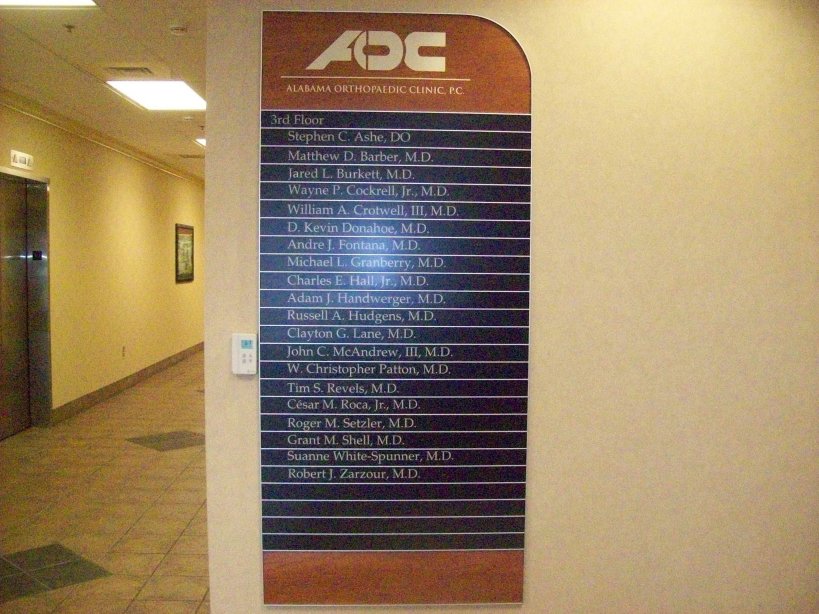 AOC
ALABAMA ORTHOPAEDIC CLINIC, P.C.
3rd Floor
Stephen C. Ashe, DO
Matthew D. Barber, M.D.
Jared L. Burkett, M.D.
Wayne P. Cockrell, Jr., M.D.
William A. Crotwell, III, M.D.
D. Kevin Donahoe, M.D.
Andre J. Fontana, M.D.
Michael L. Granberry, M.D.
Charles E. Hall, Jr., M.D.
Adam J. Handwerger, M.D.
Russell A. Hudgens, M.D.
Clayton G. Lane, M.D.
John C. McAndrew, III, M.D.
W. Christopher Patton, M.D.
Tim S. Revels, M.D.
César M. Roca, Jr., M.D.
Roger M. Setzler, M.D.
Grant M. Shell, M.D.
Suanne White-Spunner, M.D.
Robert J. Zarzour, M.D.